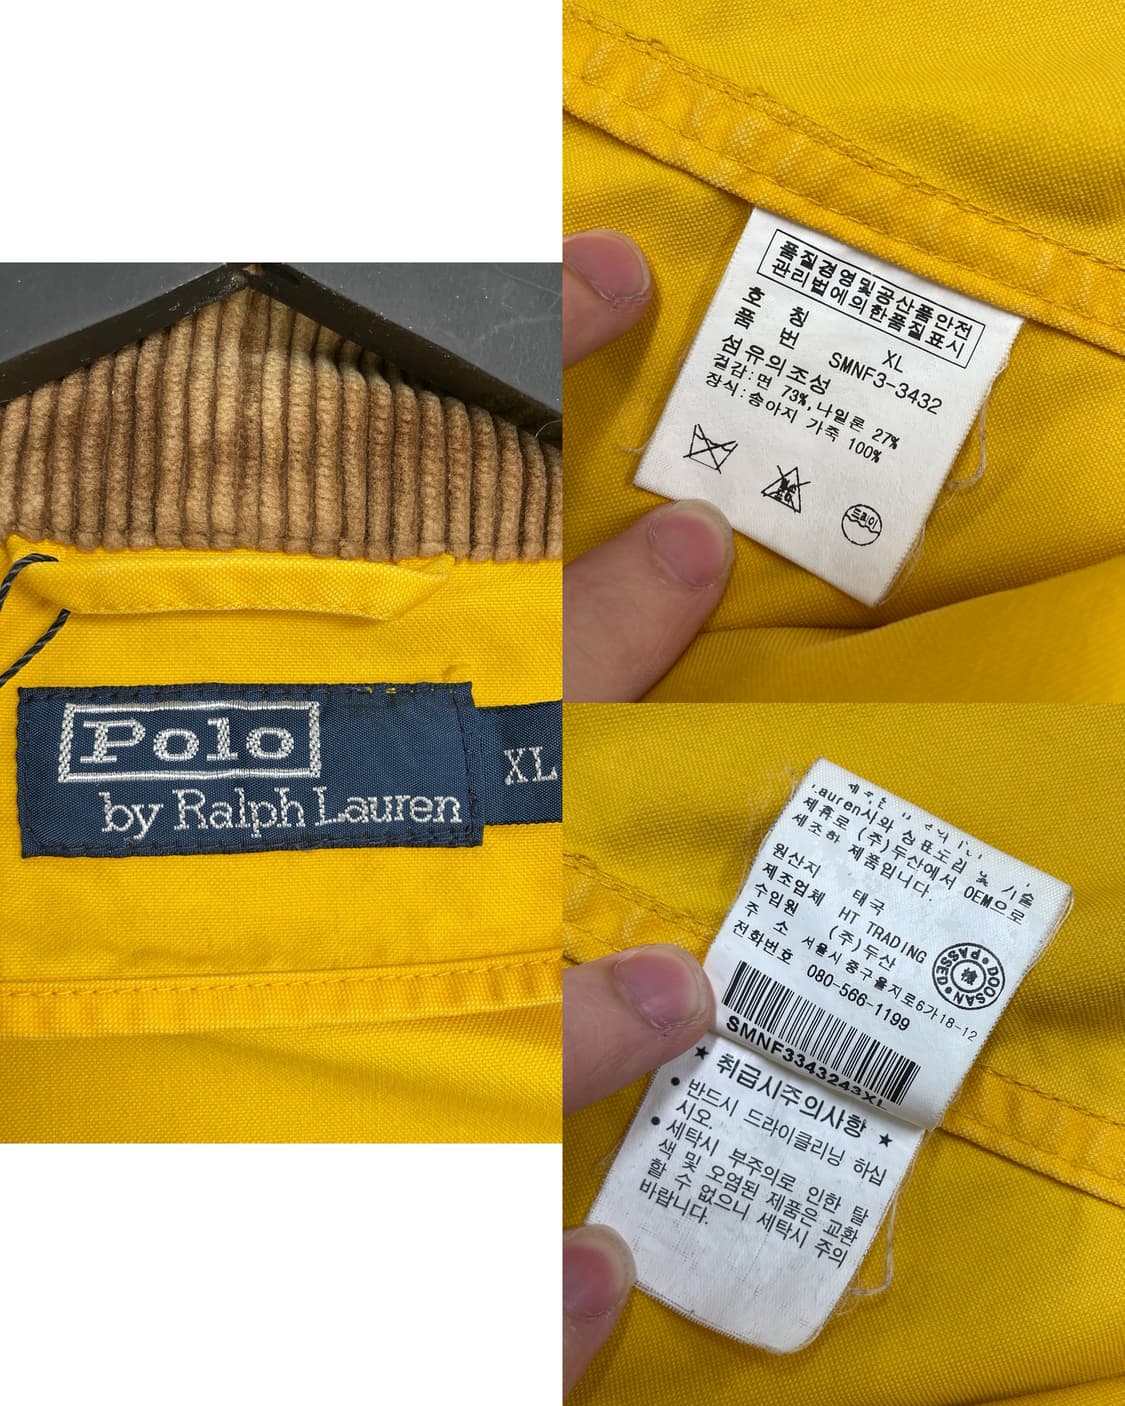 Polo
by Ralph Lauren
XL
품질경영및공산품안전
관리법에의한품질표시
호 칭 XL
품 번 SMNF3-3432
섬유의조성
겉감:면 73%,나일론 27%
장식:송아지 가죽 100%
드라이
Lauren사와 상표도입 및 기술
제휴로 (주)두산에서 OEM으로
제조한 제품입니다.
원산지 태국
제조업체 HT TRADING
수입원 (주)두산
주 소 서울시 중구을지로6가18-12
전화번호 080-566-1199
DOOSAN PASSED
SMNF3343243XL
★ 취급시주의사항 ★
● 반드시 드라이클리닝 하십
시오.
● 세탁시 부주의로 인한 탈
색 및 오염된 제품은 교환
할 수 없으니 세탁시 주의
바랍니다.